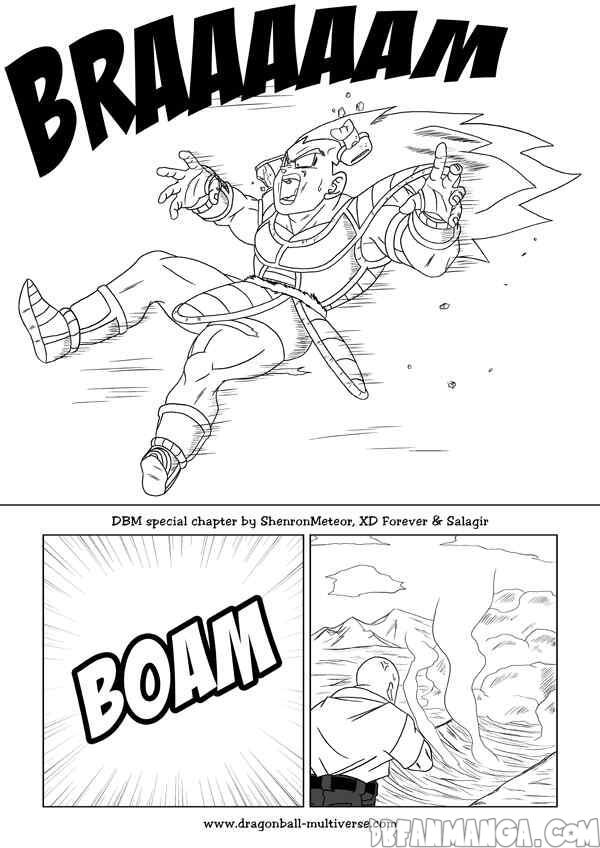 BRAAAAAM
DBM special chapter by ShenronMeteor, XD Forever & Salagir
BOAM
www.dragonball-multiverse.com
DBFANMANGA.COM